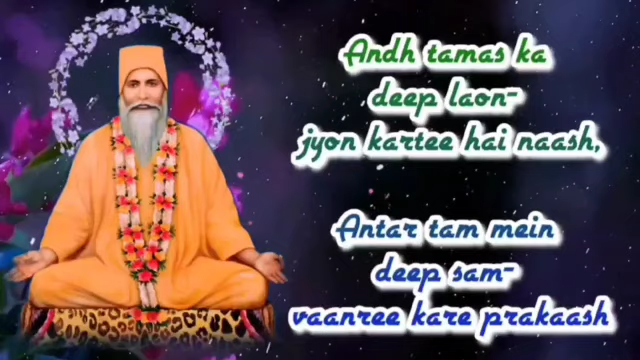 Andh tamas ka
deep laon-
jyon kartee hai naash,
Antar tam mein
deep sam-
vaanree kare prakaash